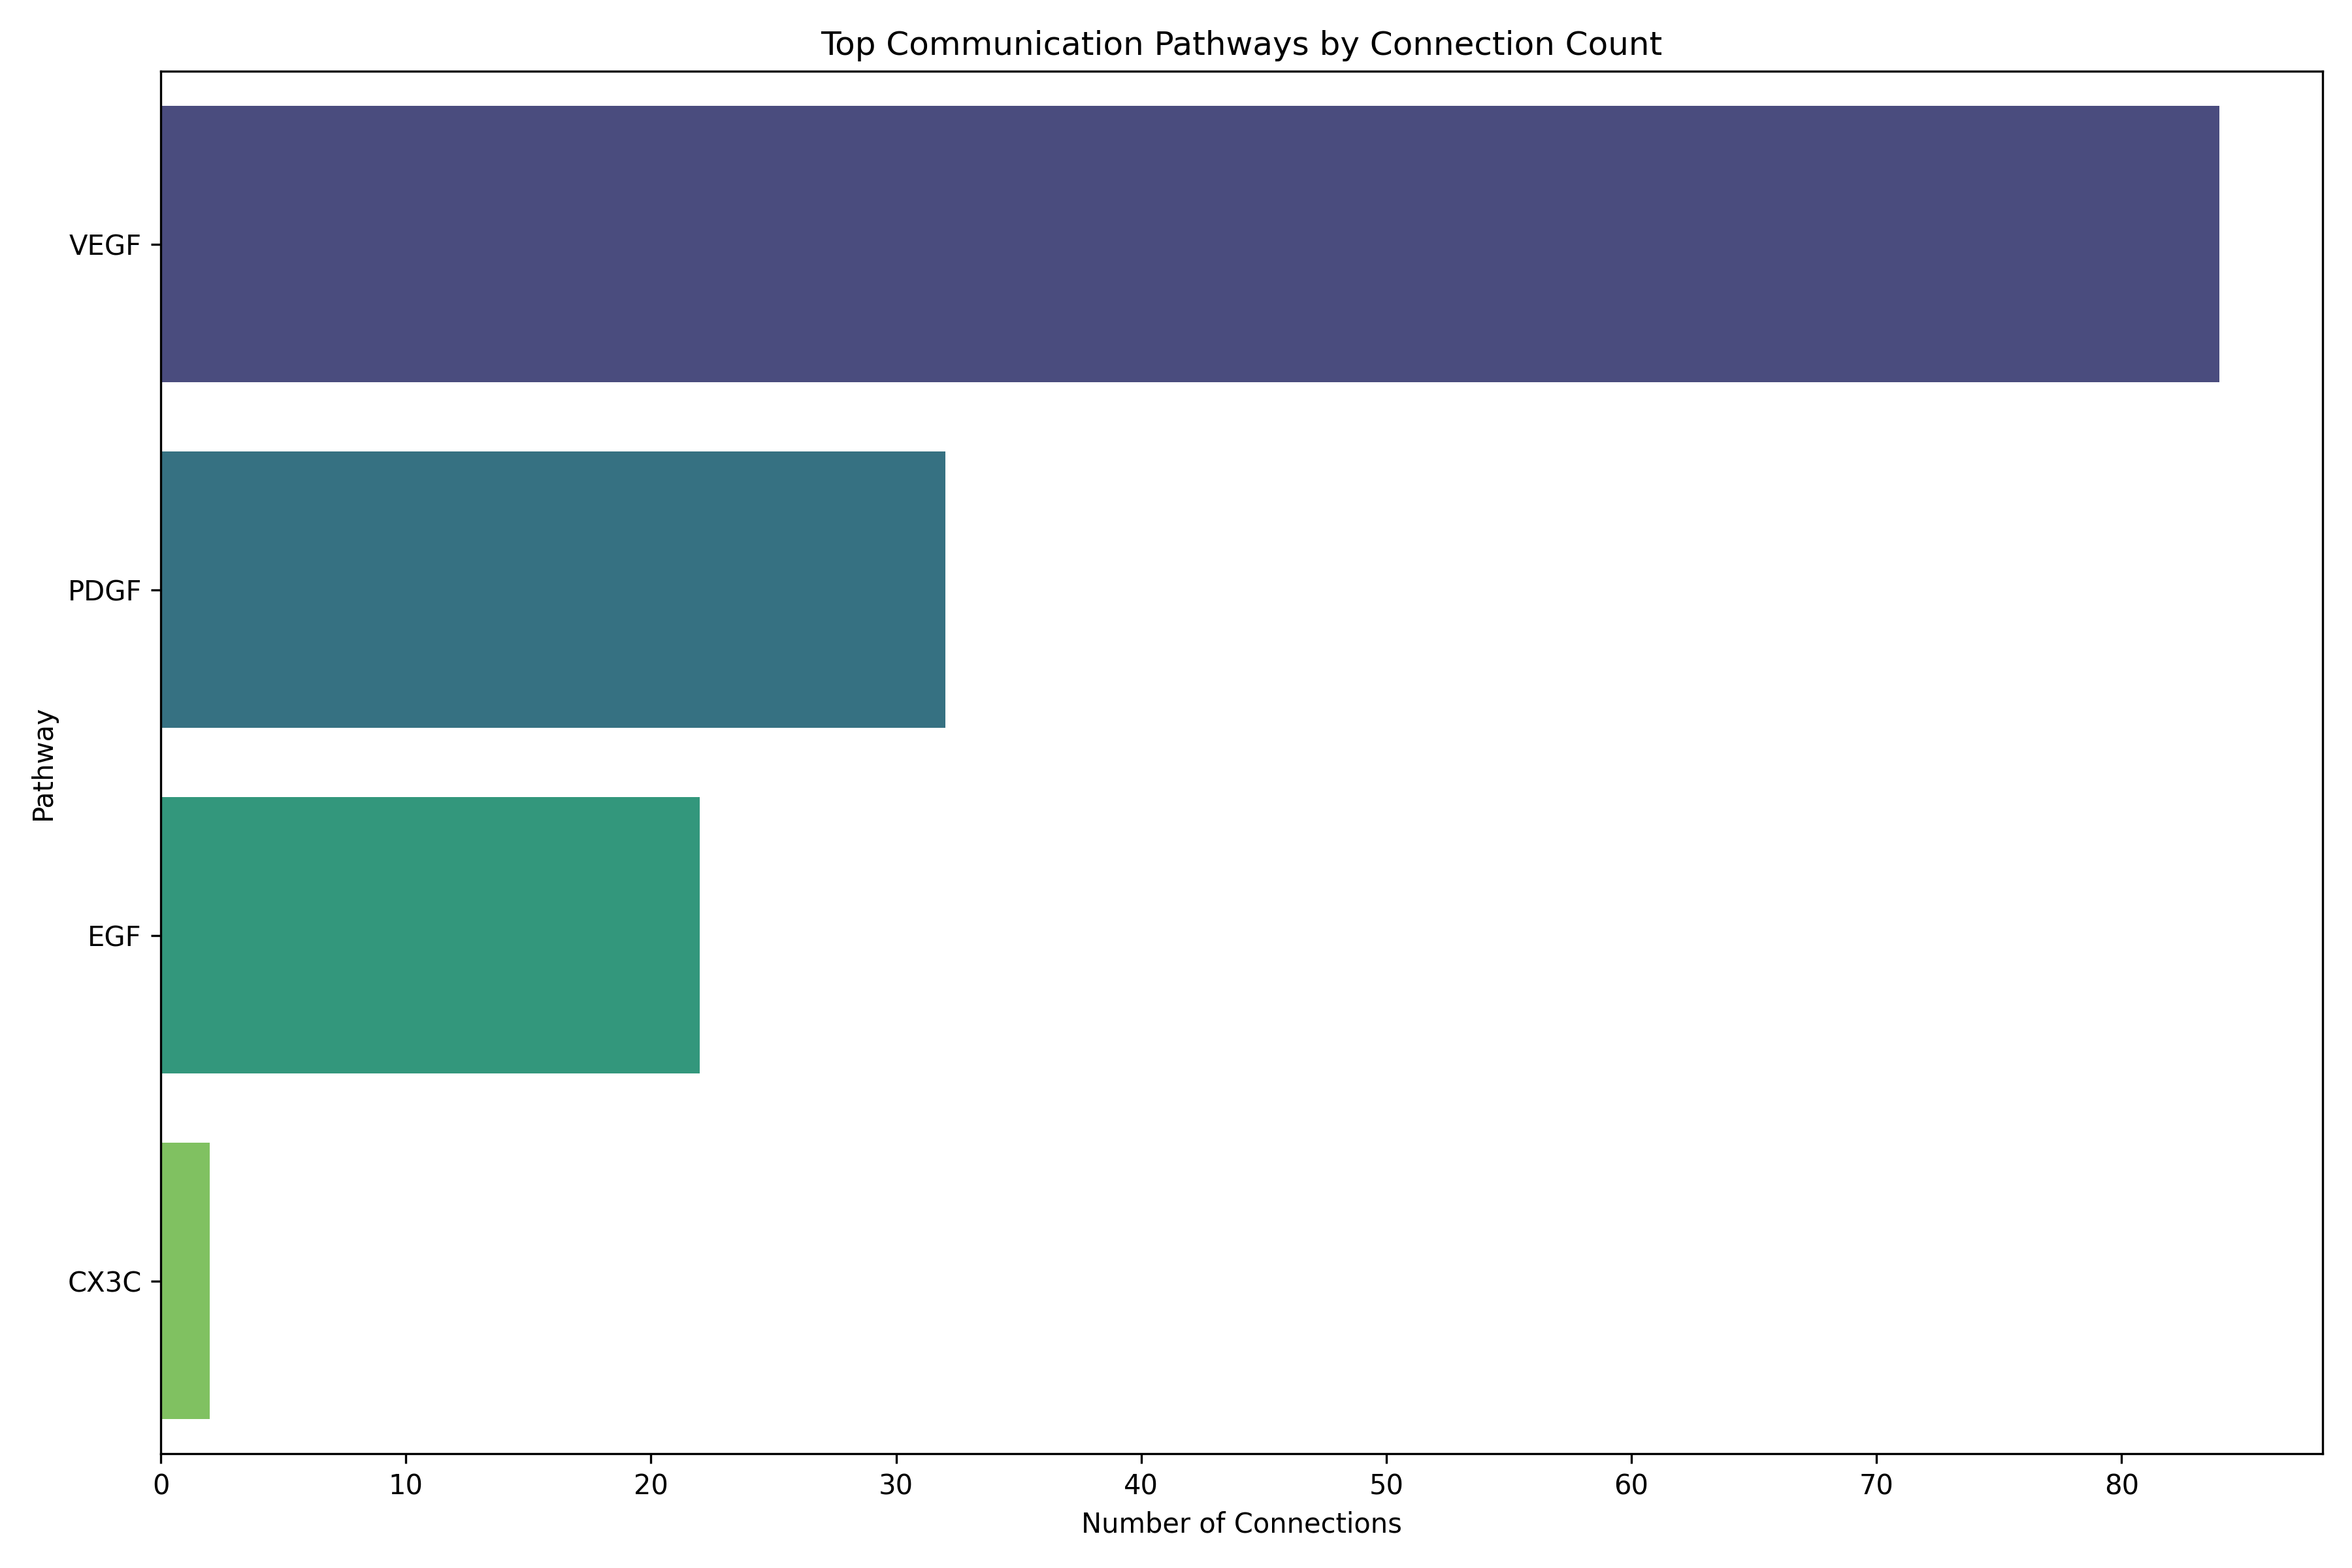 Top Communication Pathways by Connection Count
VEGF
PDGF
EGF
CX3C
Pathway
0 10 20 30 40 50 60 70 80
Number of Connections